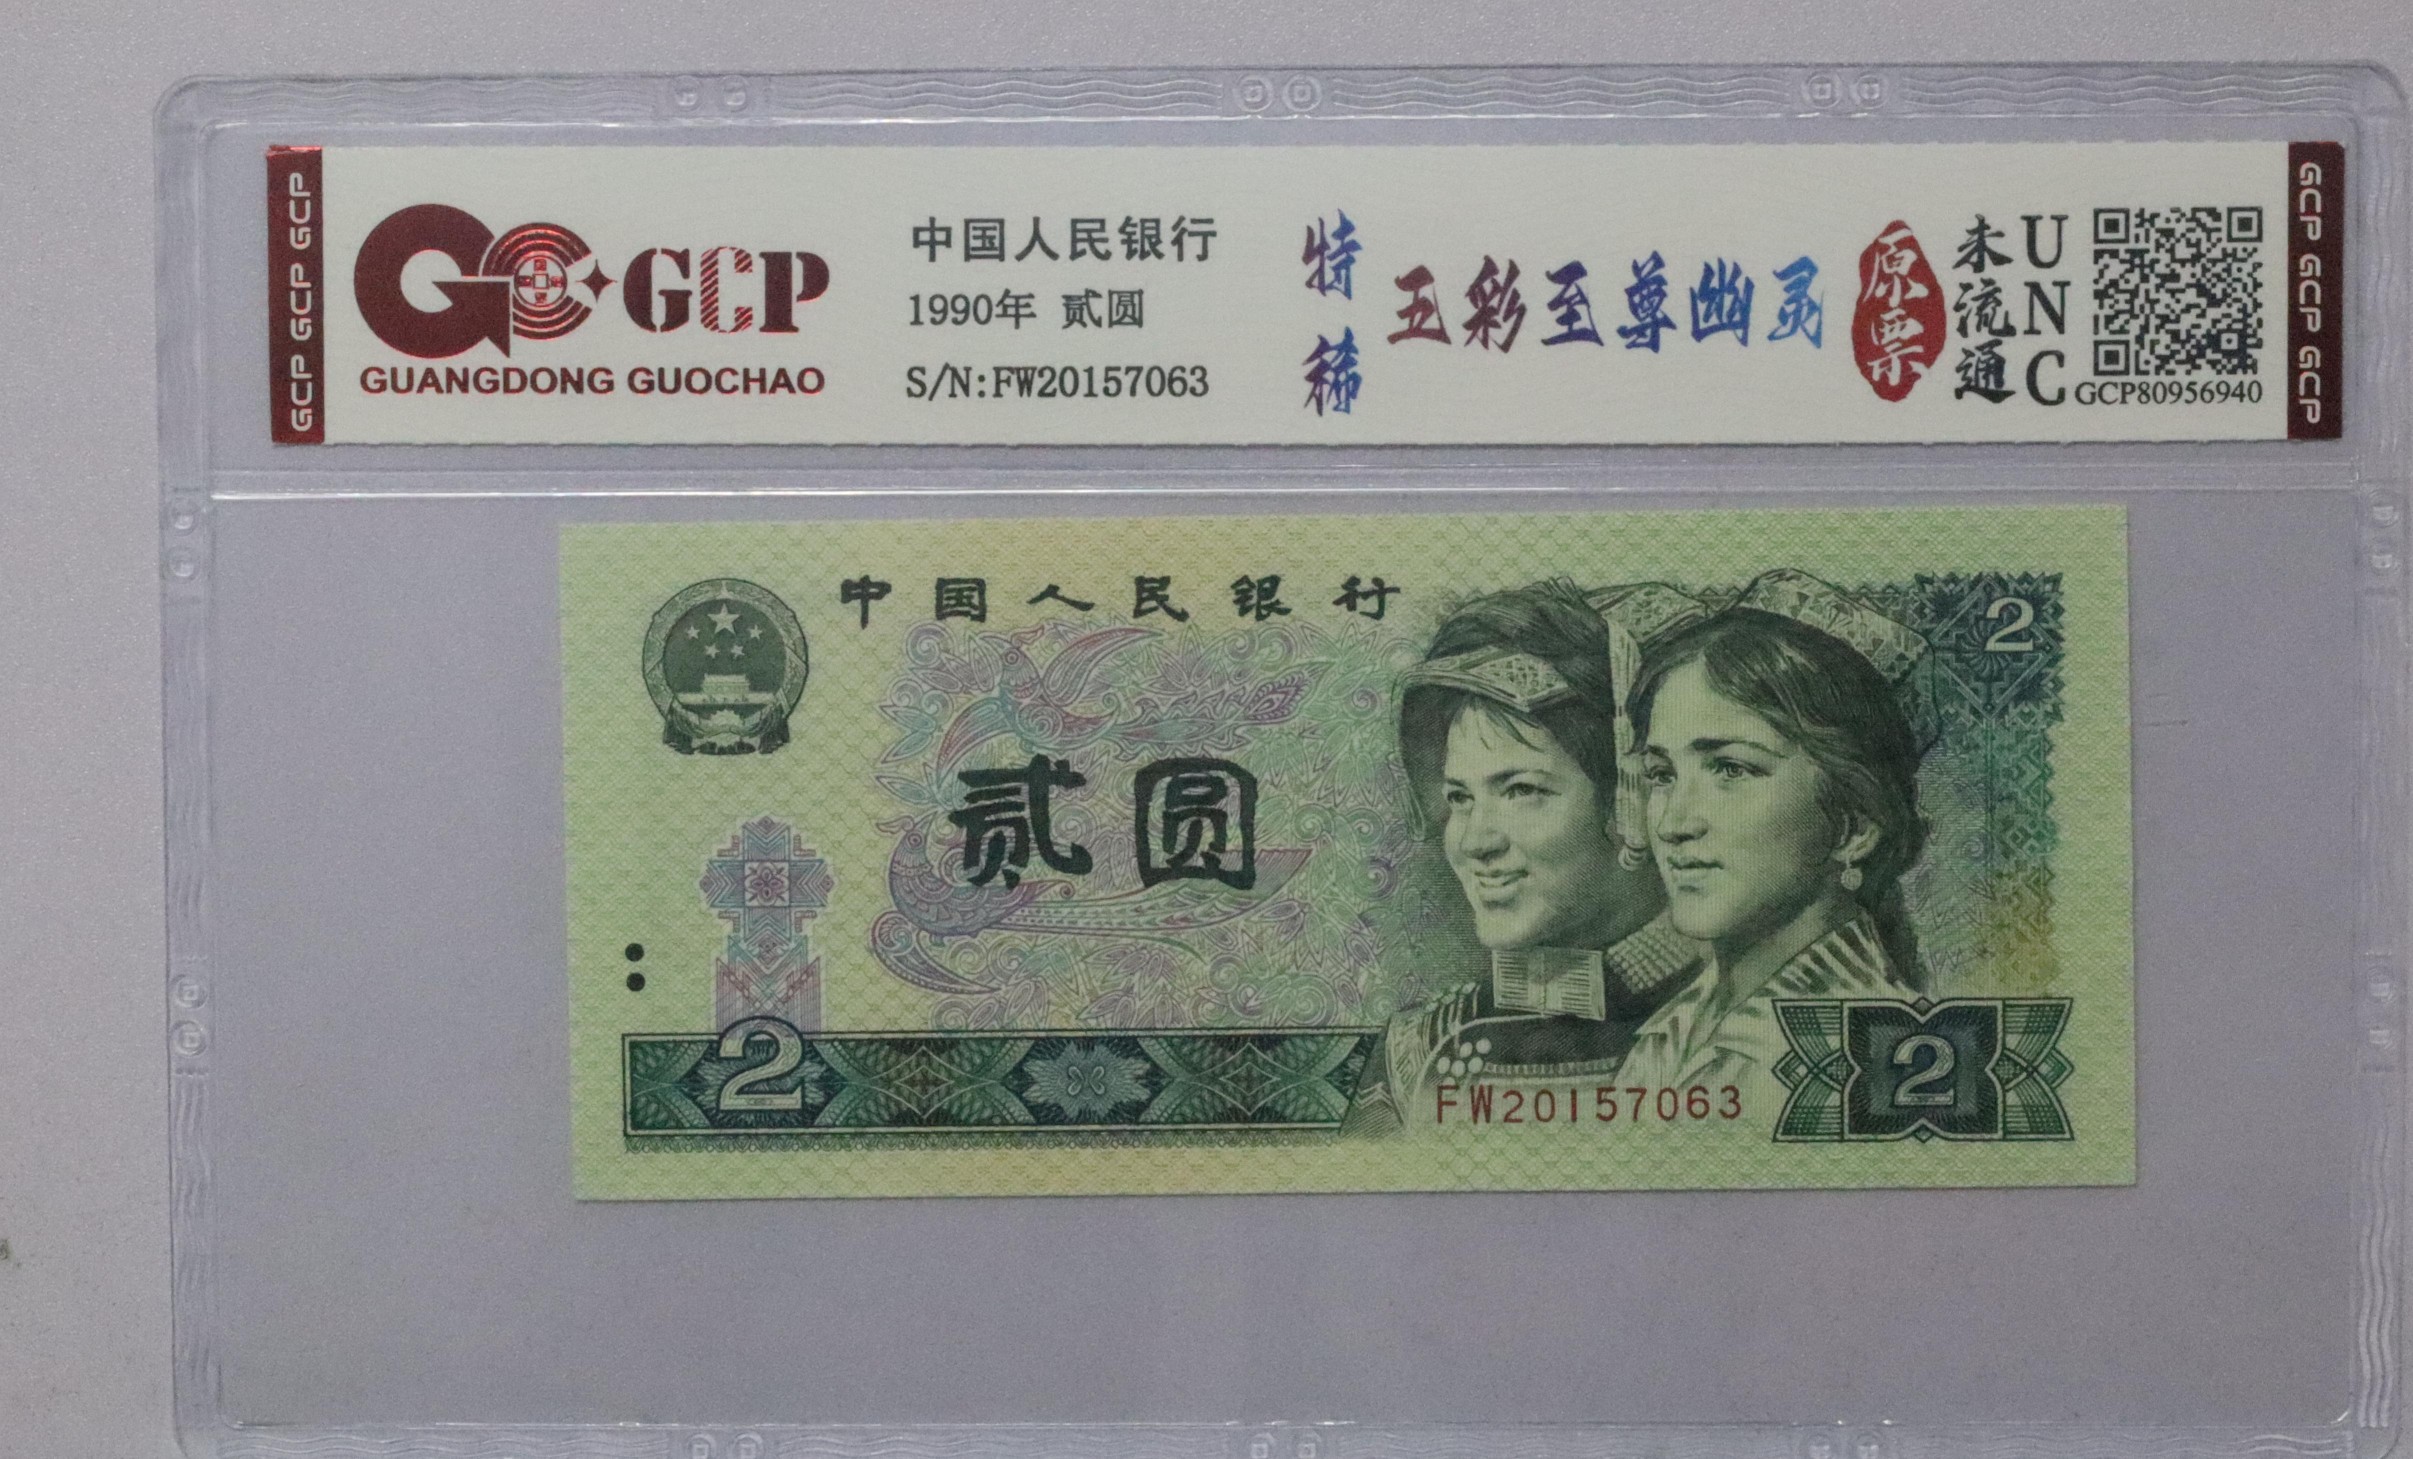 GCP GCP GCP
GCP
GUANGDONG GUOCHAO
中国人民银行
1990年 贰圆
S/N:FW20157063
特稀
五彩至尊幽灵
原票
未流通
UNC
GCP80956940
GCP GCP GCP
中国人民银行
2
贰圆
2
FW20157063
2